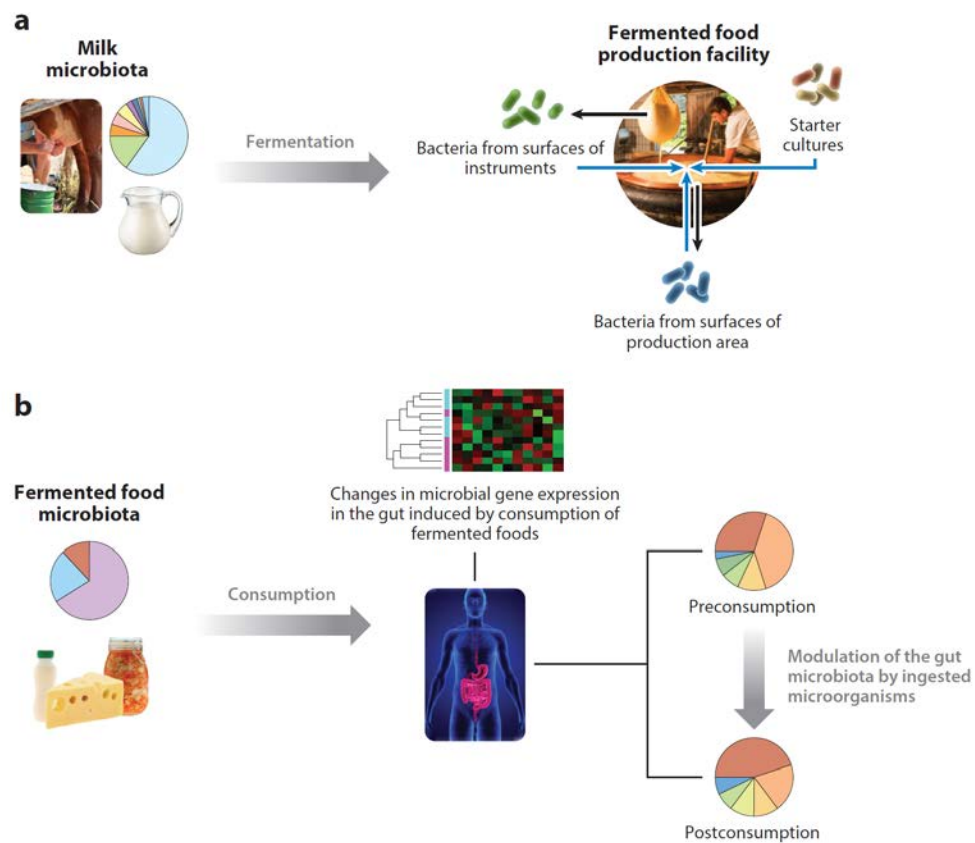 a
Milk
microbiota
Fermentation
Fermented food
production facility
Bacteria from surfaces of
instruments
Starter
cultures
Bacteria from surfaces of
production area
b
Fermented food
microbiota
Consumption
Changes in microbial gene expression
in the gut induced by consumption of
fermented foods
Preconsumption
Modulation of the gut
microbiota by ingested
microorganisms
Postconsumption